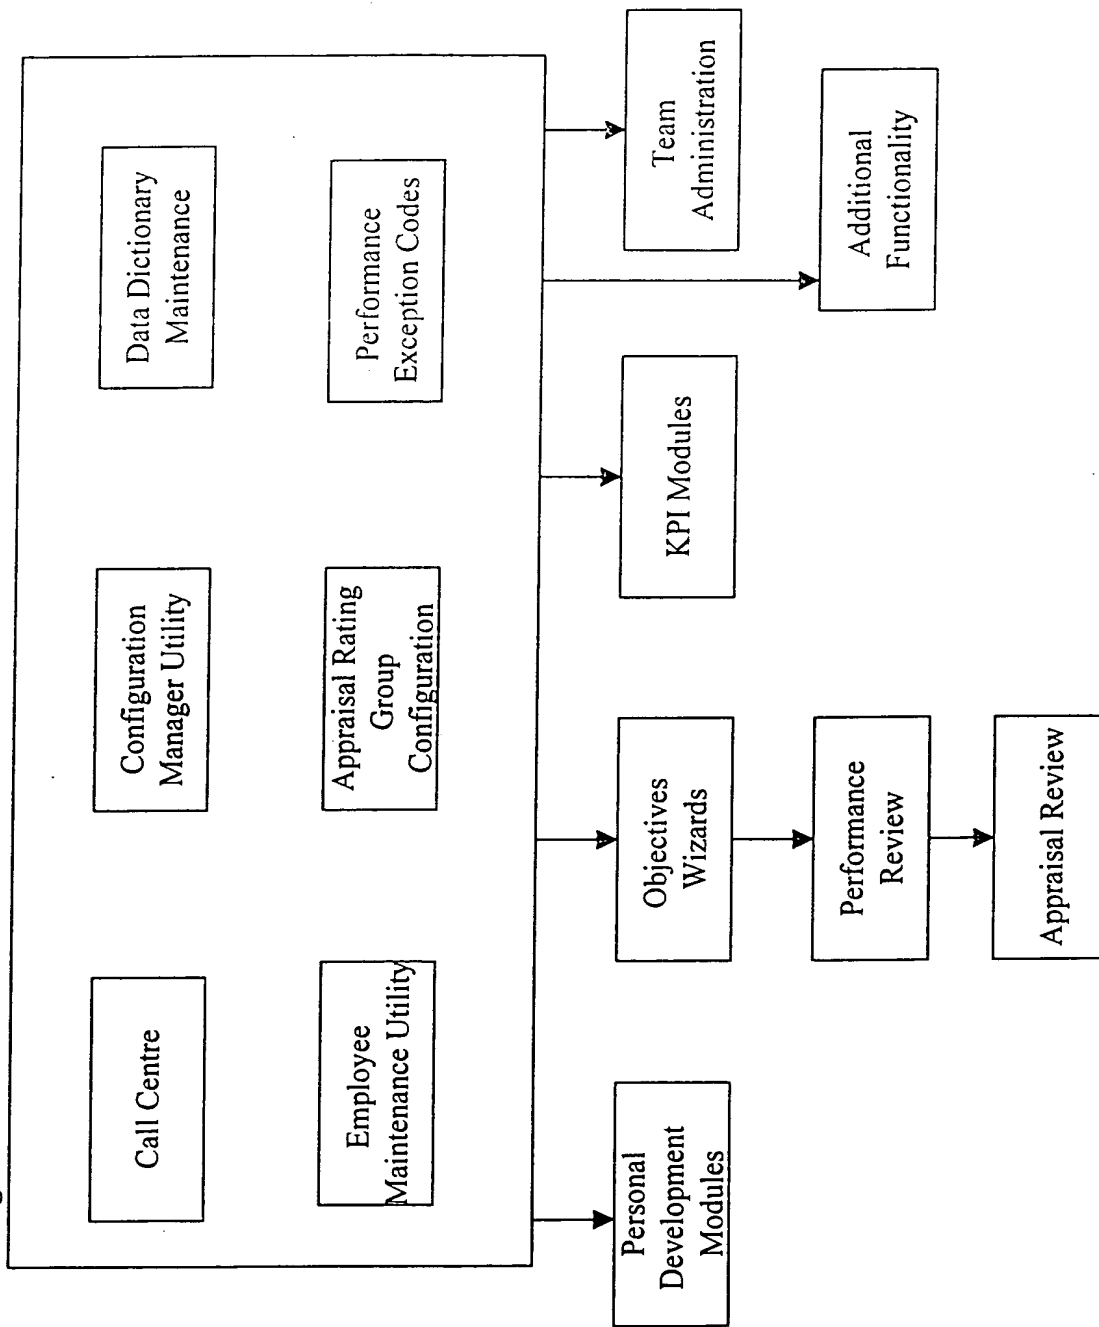 Call Centre
Configuration
Manager Utility
Data Dictionary
Maintenance
Employee
Maintenance Utility
Appraisal Rating
Group
Configuration
Performance
Exception Codes
Personal
Development
Modules
Objectives
Wizards
KPI Modules
Team
Administration
Performance
Review
Additional
Functionality
Appraisal Review